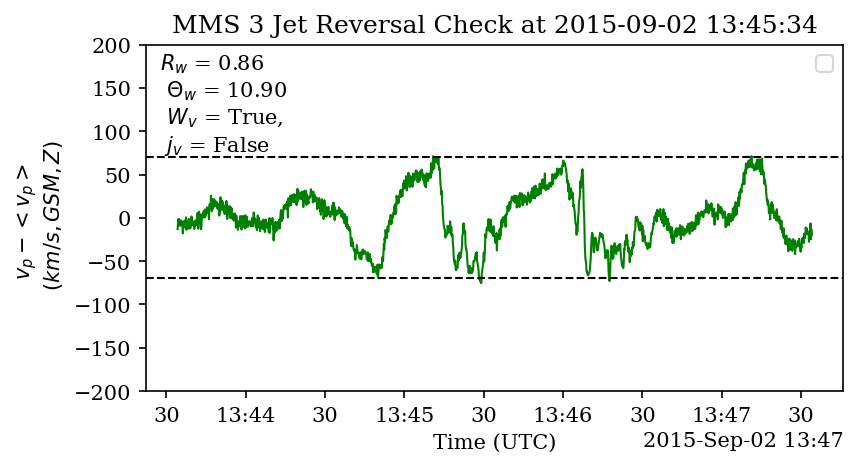 MMS 3 Jet Reversal Check at 2015-09-02 13:45:34
200
150
100
50
0
−50
−100
−150
−200
v_p − < v_p >
(km/s, GSM, Z)
R_w = 0.86
Θ_w = 10.90
W_v = True,
j_v = False
30 13:44 30 13:45 30 13:46 30 13:47 30
Time (UTC)
2015-Sep-02 13:47